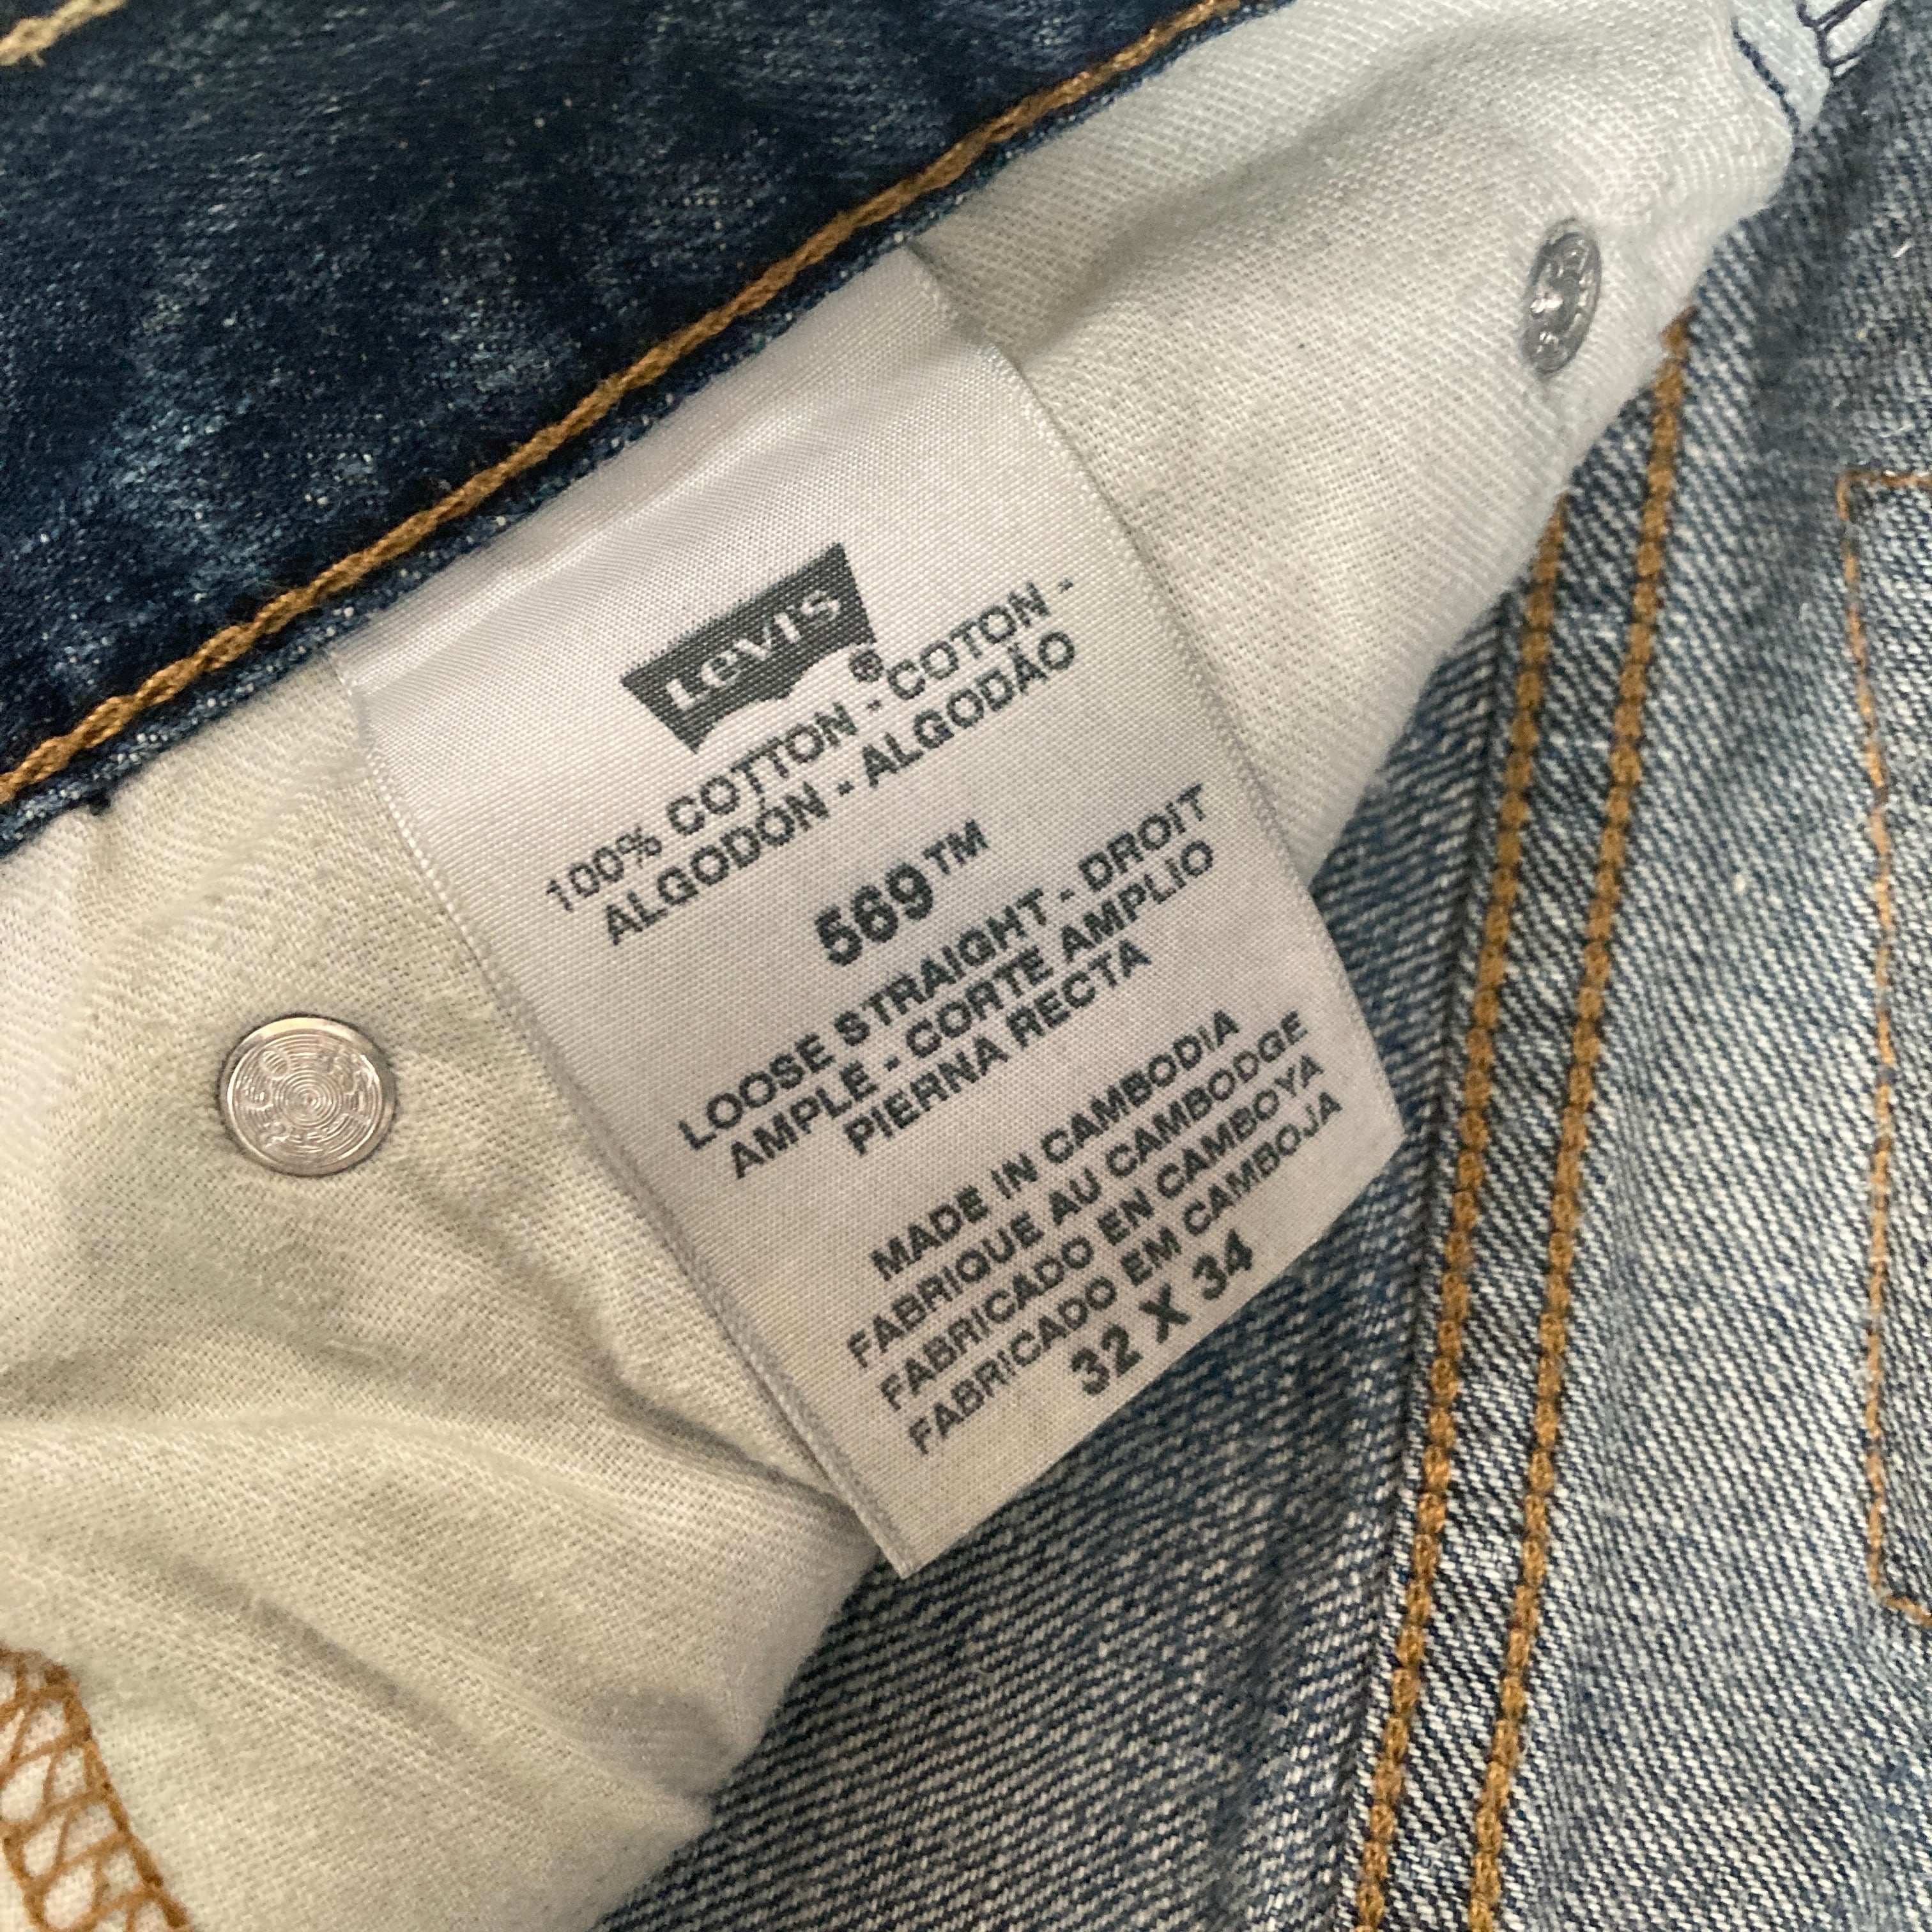 Levi's®
100% COTTON - COTON -
ALGODÓN - ALGODÃO
569™
LOOSE STRAIGHT - DROIT
AMPLE - CORTE AMPLIO
PIERNA RECTA
MADE IN CAMBODIA
FABRIQUE AU CAMBODGE
FABRICADO EN CAMBOYA
FABRICADO EM CAMBOJA
32 X 34